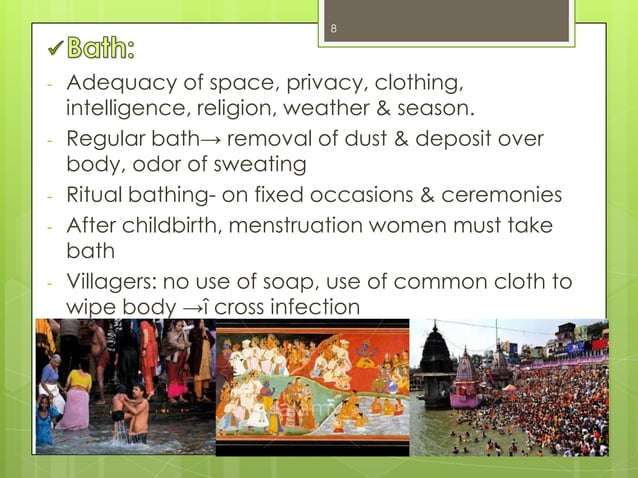 8
✓Bath:
- Adequacy of space, privacy, clothing,
intelligence, religion, weather & season.
- Regular bath→ removal of dust & deposit over
body, odor of sweating
- Ritual bathing- on fixed occasions & ceremonies
- After childbirth, menstruation women must take
bath
- Villagers: no use of soap, use of common cloth to
wipe body →î cross infection